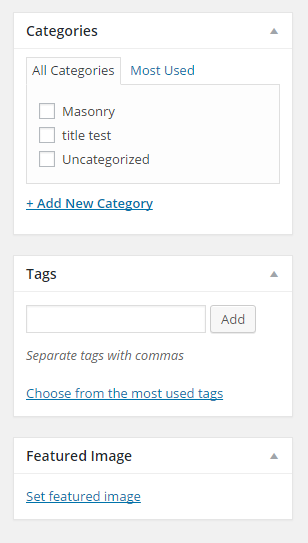 Categories
All Categories Most Used
Masonry
title test
Uncategorized
+ Add New Category
Tags
Add
Separate tags with commas
Choose from the most used tags
Featured Image
Set featured image